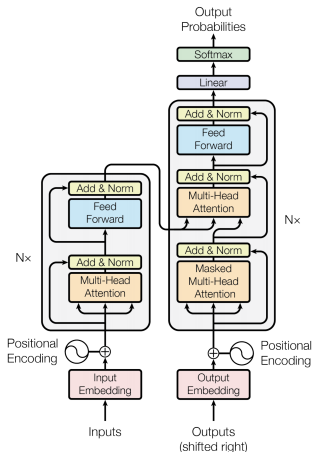 Output
Probabilities
Softmax
Linear
Add & Norm
Feed
Forward
Add & Norm
Multi-Head
Attention
Add & Norm
Masked
Multi-Head
Attention
N×
Add & Norm
Feed
Forward
Add & Norm
Multi-Head
Attention
N×
Positional
Encoding
Positional
Encoding
Input
Embedding
Output
Embedding
Inputs
Outputs
(shifted right)